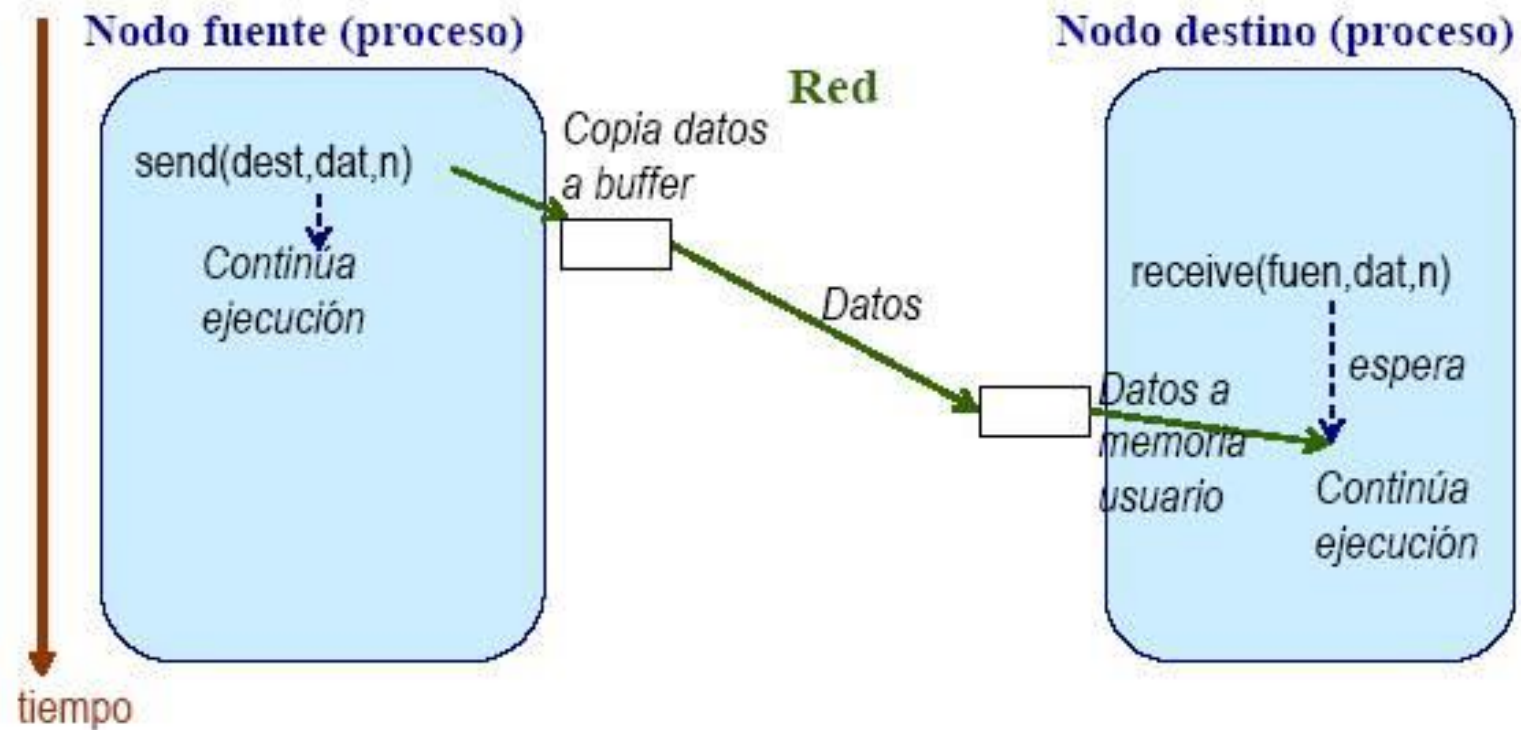 Nodo fuente (proceso)
Nodo destino (proceso)
Red
Copia datos
a buffer
send(dest,dat,n)
Continúa
ejecución
Datos
receive(fuen,dat,n)
espera
Datos a
memoria
usuario
Continúa
ejecución
tiempo